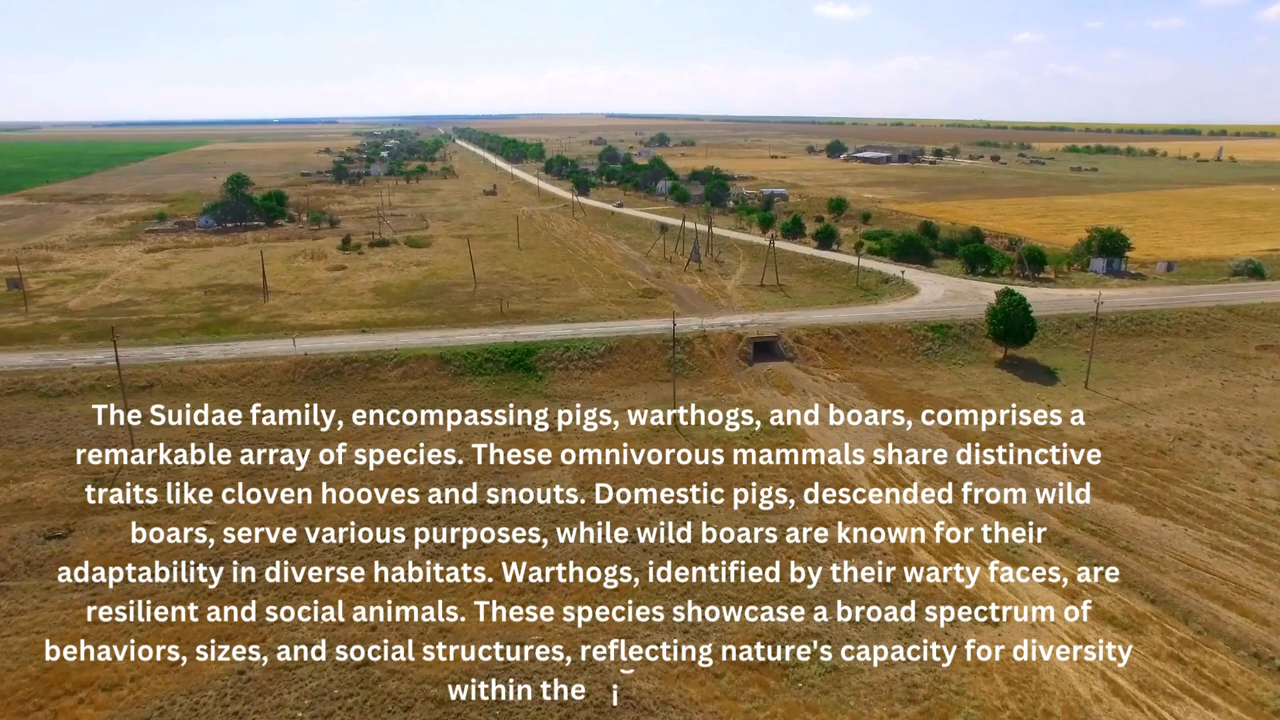 The Suidae family, encompassing pigs, warthogs, and boars, comprises a
remarkable array of species. These omnivorous mammals share distinctive
traits like cloven hooves and snouts. Domestic pigs, descended from wild
boars, serve various purposes, while wild boars are known for their
adaptability in diverse habitats. Warthogs, identified by their warty faces, are
resilient and social animals. These species showcase a broad spectrum of
behaviors, sizes, and social structures, reflecting nature's capacity for diversity
within the